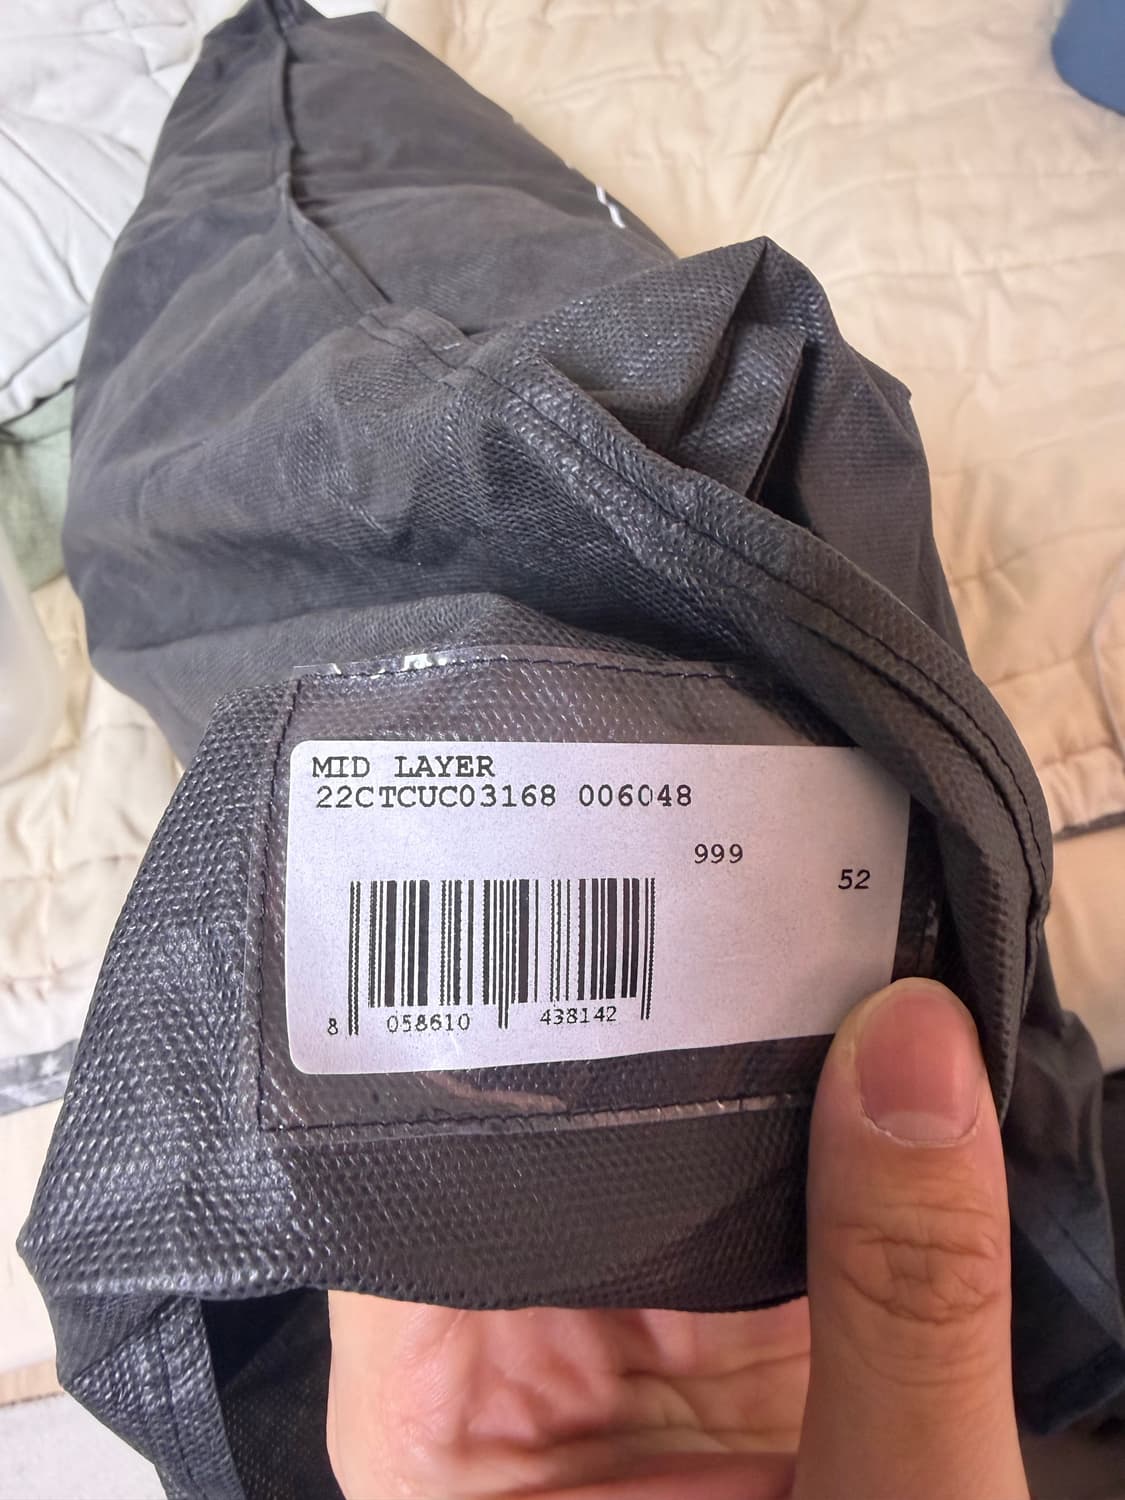 MID LAYER
22CTCUC03168 006048
999
52
8 058610 438142